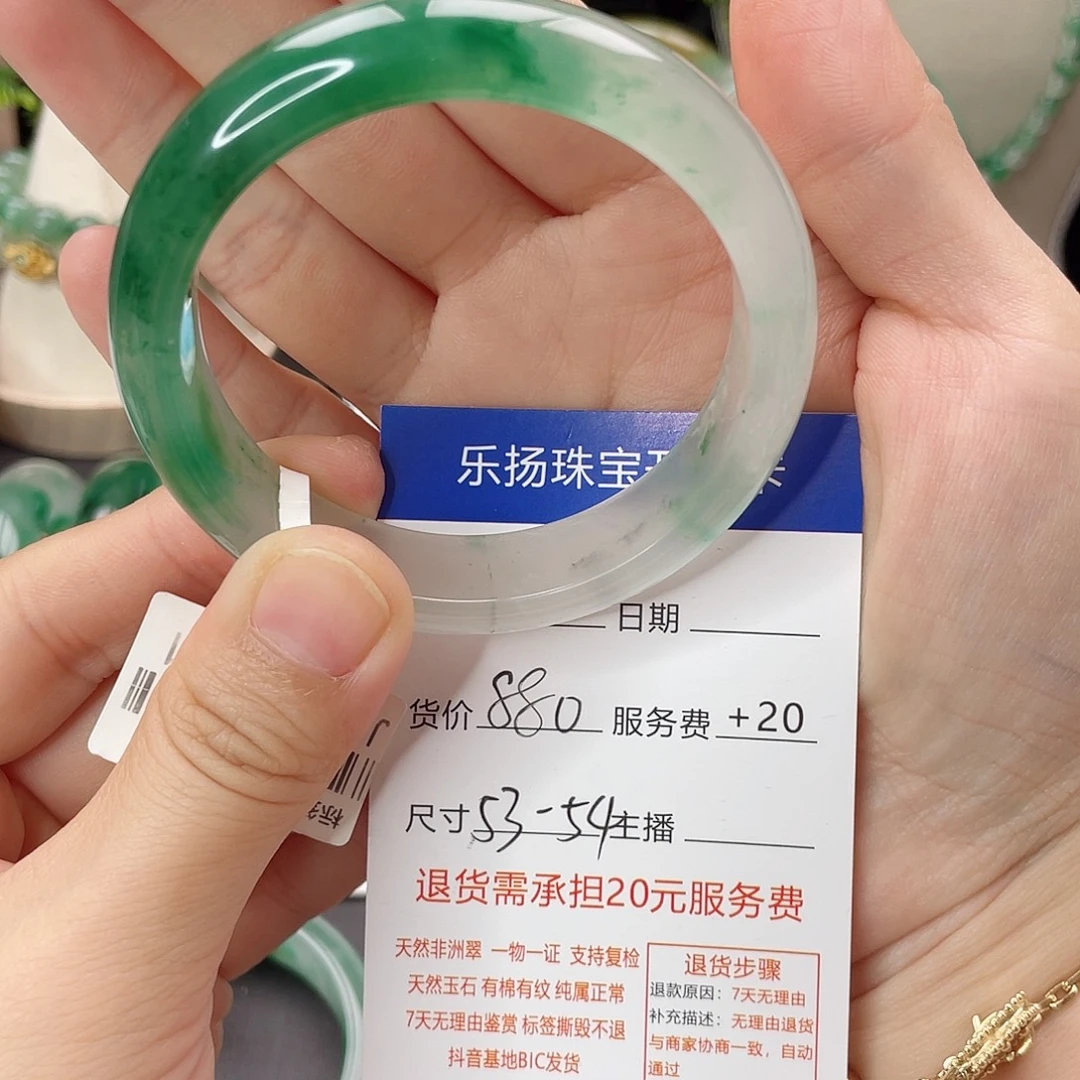 乐扬珠宝
日期
货价 880 服务费 +20
尺寸 53-54 主播
退货需承担20元服务费
天然非洲翠 一物一证 支持复检
天然玉石 有棉有纹 纯属正常
7天无理由鉴赏 标签撕毁不退
抖音基地BIC发货
退货步骤
退款原因：7天无理由
补充描述：无理由退货
与商家协商一致，自动
通过